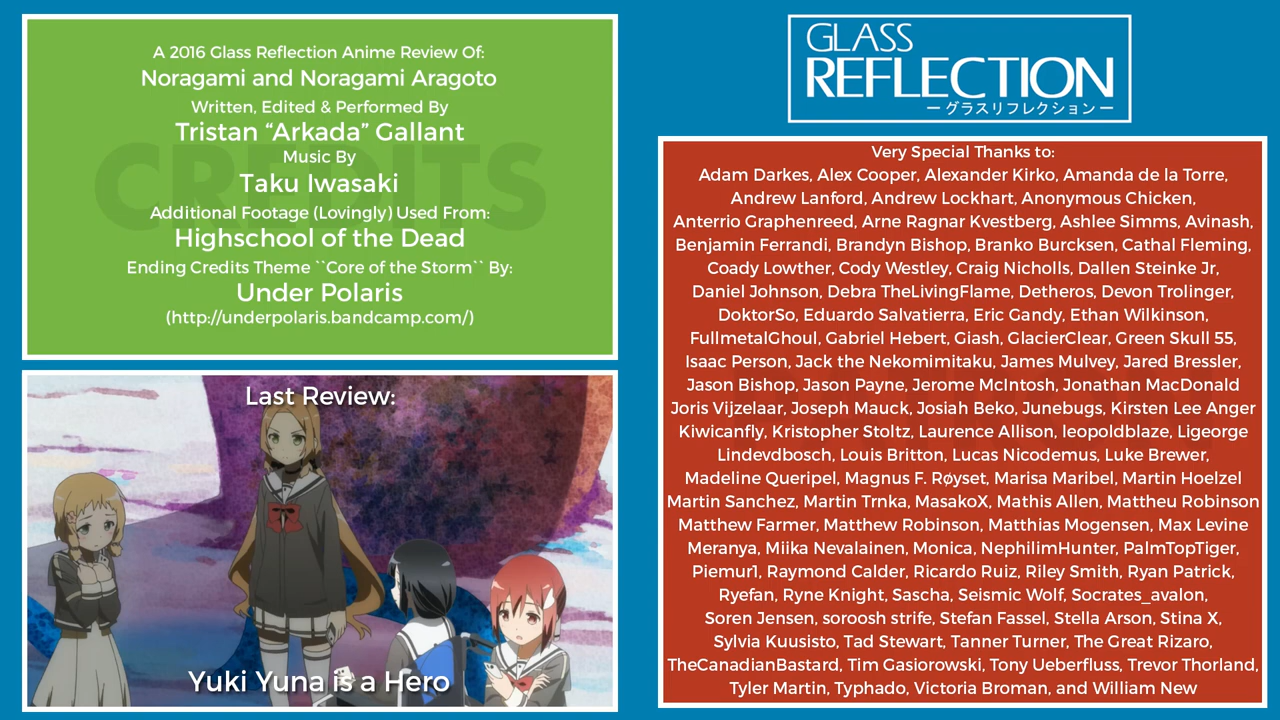 A 2016 Glass Reflection Anime Review Of:
Noragami and Noragami Aragoto
Written, Edited & Performed By
Tristan “Arkada” Gallant
Music By
Taku Iwasaki
CREDITS
Additional Footage (Lovingly) Used From:
Highschool of the Dead
Ending Credits Theme ``Core of the Storm`` By:
Under Polaris
(http://underpolaris.bandcamp.com/)
Last Review:
Yuki Yuna is a Hero
GLASS
REFLECTION
ー グラスリフレクション ー
Very Special Thanks to:
Adam Darkes, Alex Cooper, Alexander Kirko, Amanda de la Torre,
Andrew Lanford, Andrew Lockhart, Anonymous Chicken,
Anterrio Graphenreed, Arne Ragnar Kvestberg, Ashlee Simms, Avinash,
Benjamin Ferrandi, Brandyn Bishop, Branko Burcksen, Cathal Fleming,
Coady Lowther, Cody Westley, Craig Nicholls, Dallen Steinke Jr,
Daniel Johnson, Debra TheLivingFlame, Detheros, Devon Trolinger,
DoktorSo, Eduardo Salvatierra, Eric Gandy, Ethan Wilkinson,
FullmetalGhoul, Gabriel Hebert, Giash, GlacierClear, Green Skull 55,
Isaac Person, Jack the Nekomimitaku, James Mulvey, Jared Bressler,
Jason Bishop, Jason Payne, Jerome McIntosh, Jonathan MacDonald
Joris Vijzelaar, Joseph Mauck, Josiah Beko, Junebugs, Kirsten Lee Anger
Kiwicanfly, Kristopher Stoltz, Laurence Allison, leopoldblaze, Ligeorge
Lindevdbosch, Louis Britton, Lucas Nicodemus, Luke Brewer,
Madeline Queripel, Magnus F. Røyset, Marisa Maribel, Martin Hoelzel
Martin Sanchez, Martin Trnka, MasakoX, Mathis Allen, Mattheu Robinson
Matthew Farmer, Matthew Robinson, Matthias Mogensen, Max Levine
Meranya, Miika Nevalainen, Monica, NephilimHunter, PalmTopTiger,
Piemur1, Raymond Calder, Ricardo Ruiz, Riley Smith, Ryan Patrick,
Ryefan, Ryne Knight, Sascha, Seismic Wolf, Socrates_avalon,
Soren Jensen, soroosh strife, Stefan Fassel, Stella Arson, Stina X,
Sylvia Kuusisto, Tad Stewart, Tanner Turner, The Great Rizaro,
TheCanadianBastard, Tim Gasiorowski, Tony Ueberfluss, Trevor Thorland,
Tyler Martin, Typhado, Victoria Broman, and William New